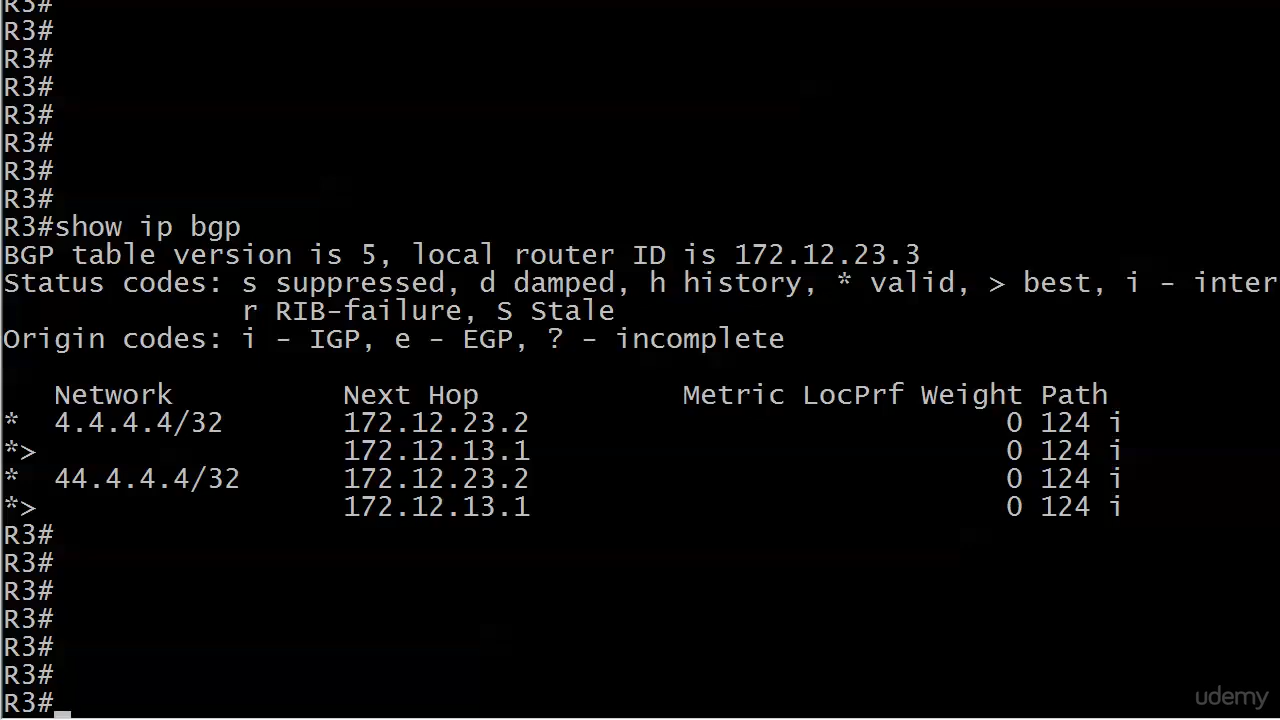 R3#
R3#
R3#
R3#
R3#
R3#
R3#
R3#
R3#show ip bgp
BGP table version is 5, local router ID is 172.12.23.3
Status codes: s suppressed, d damped, h history, * valid, > best, i - inter
r RIB-failure, S Stale
Origin codes: i - IGP, e - EGP, ? - incomplete
Network Next Hop Metric LocPrf Weight Path
* 4.4.4.4/32 172.12.23.2 0 124 i
*> 172.12.13.1 0 124 i
* 44.4.4.4/32 172.12.23.2 0 124 i
*> 172.12.13.1 0 124 i
R3#
R3#
R3#
R3#
R3#
R3#
R3#
udemy